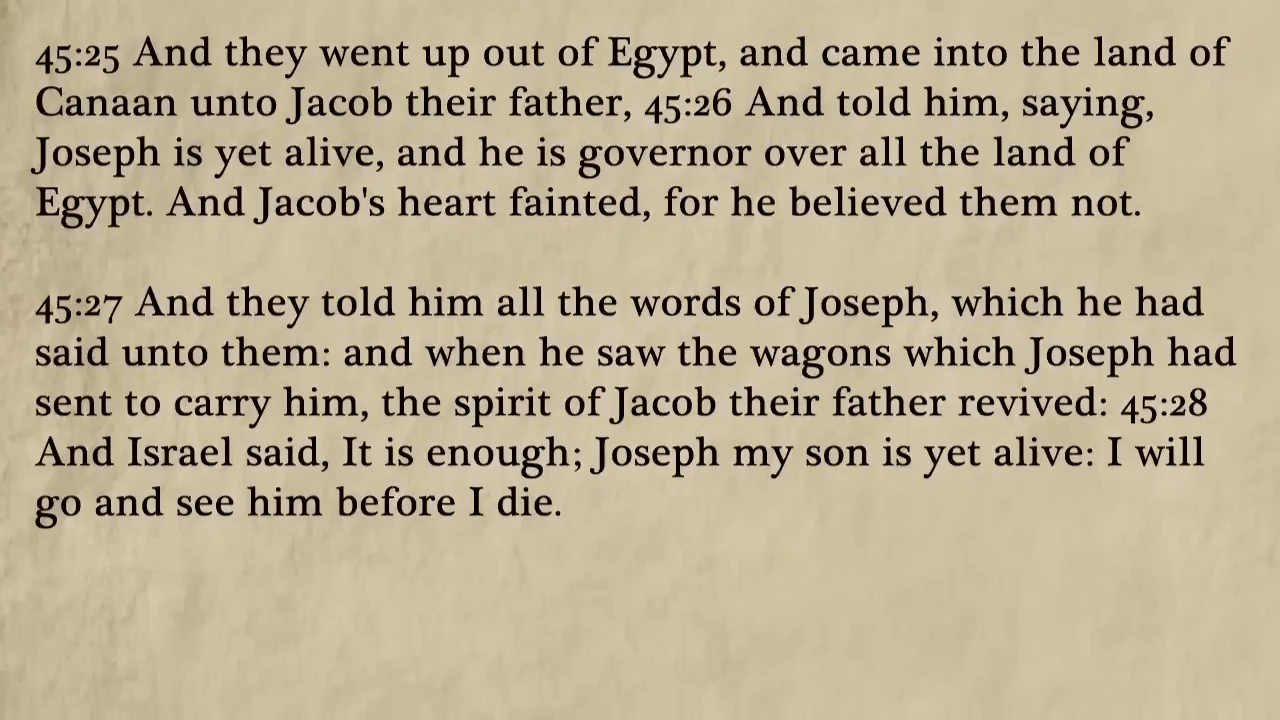 45:25 And they went up out of Egypt, and came into the land of
Canaan unto Jacob their father, 45:26 And told him, saying,
Joseph is yet alive, and he is governor over all the land of
Egypt. And Jacob's heart fainted, for he believed them not.
45:27 And they told him all the words of Joseph, which he had
said unto them: and when he saw the wagons which Joseph had
sent to carry him, the spirit of Jacob their father revived: 45:28
And Israel said, It is enough; Joseph my son is yet alive: I will
go and see him before I die.